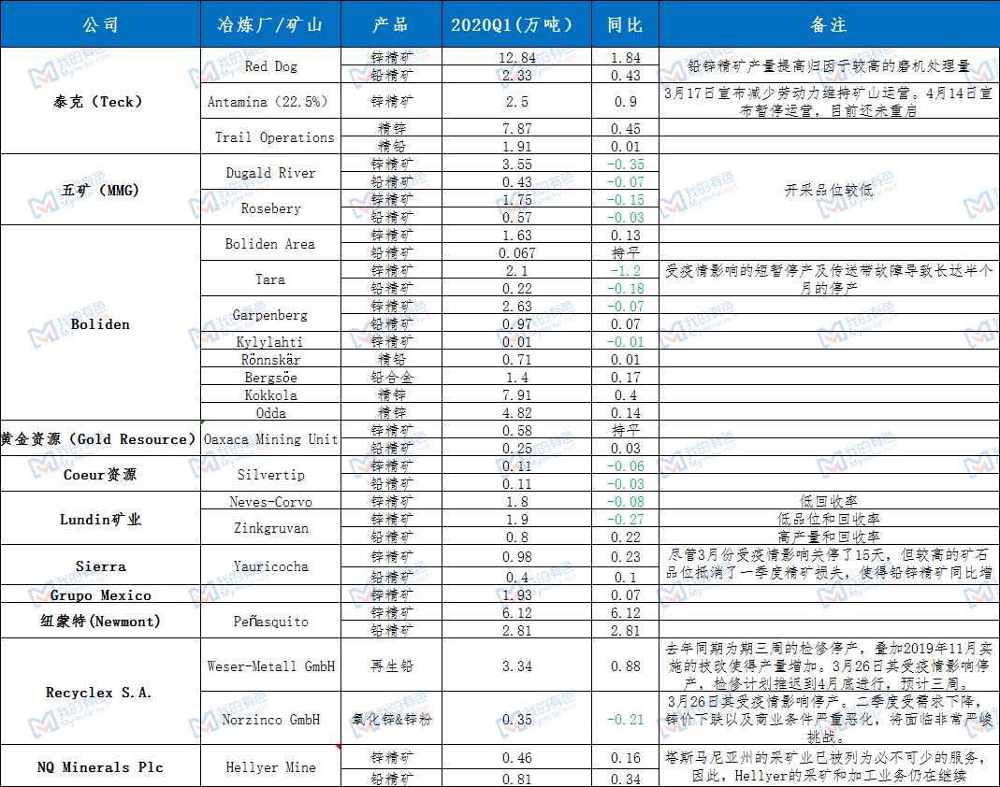 公司 冶炼厂/矿山 产品 2020Q1(万吨) 同比 备注
泰克（Teck） Red Dog 锌精矿 12.84 1.84 铅锌精矿产量提高归因于较高的磨机处理量
铅精矿 2.33 0.43
Antamina（22.5%） 锌精矿 2.5 0.9 3月17日宣布减少劳动力维持矿山运营。4月14日宣
布暂停运营，目前还未重启
Trail Operations 精锌 7.87 0.45
精铅 1.91 0.01
五矿（MMG） Dugald River 锌精矿 3.55 -0.35 开采品位较低
铅精矿 0.43 -0.07
Rosebery 锌精矿 1.75 -0.15
铅精矿 0.57 -0.03
Boliden Boliden Area 锌精矿 1.63 0.13
铅精矿 0.067 持平
Tara 锌精矿 2.1 -1.2 受疫情影响的短暂停产及传送带故障导致长达半个
月的停产
铅精矿 0.22 -0.18
Garpenberg 锌精矿 2.63 -0.07
铅精矿 0.97 0.07
Kylylahti 锌精矿 0.01 -0.01
Rönnskär 精铅 0.71 0.01
Bergsöe 铅合金 1.4 0.17
Kokkola 精锌 7.91 0.4
Odda 精锌 4.82 0.14
黄金资源（Gold Resource） Oaxaca Mining Unit 锌精矿 0.58 持平
铅精矿 0.25 0.03
Coeur资源 Silvertip 锌精矿 0.11 -0.06
铅精矿 0.11 -0.03
Lundin矿业 Neves-Corvo 锌精矿 1.8 -0.08 低回收率
Zinkgruvan 锌精矿 1.9 -0.27 低品位和回收率
铅精矿 0.8 0.22 高产量和回收率
Sierra Yauricocha 锌精矿 0.98 0.23 尽管3月份受疫情影响关停了15天，但较高的矿石
品位抵消了一季度精矿损失，使得铅锌精矿同比增
铅精矿 0.4 0.1
Grupo Mexico 锌精矿 1.93 0.07
纽蒙特(Newmont) Peñasquito 锌精矿 6.12 6.12
铅精矿 2.81 2.81
Recyclex S.A. Weser-Metall GmbH 再生铅 3.34 0.88 去年同期为期三周的检修停产，叠加2019年11月实
施的技改使得产量增加。3月26日其受疫情影响停
产，检修计划推迟到4月底进行，预计三周。
Norzinco GmbH 氧化锌&锌粉 0.35 -0.21 3月26日其受疫情影响停产。二季度受需求下降，
锌价下跌以及商业条件严重恶化，将面临非常严峻
挑战。
NQ Minerals Plc Hellyer Mine 锌精矿 0.46 0.16 塔斯马尼亚州的采矿业已被列为必不可少的服务，
因此，Hellyer的采矿和加工业务仍在继续
铅精矿 0.81 0.34
我的有色
Mymetal.net